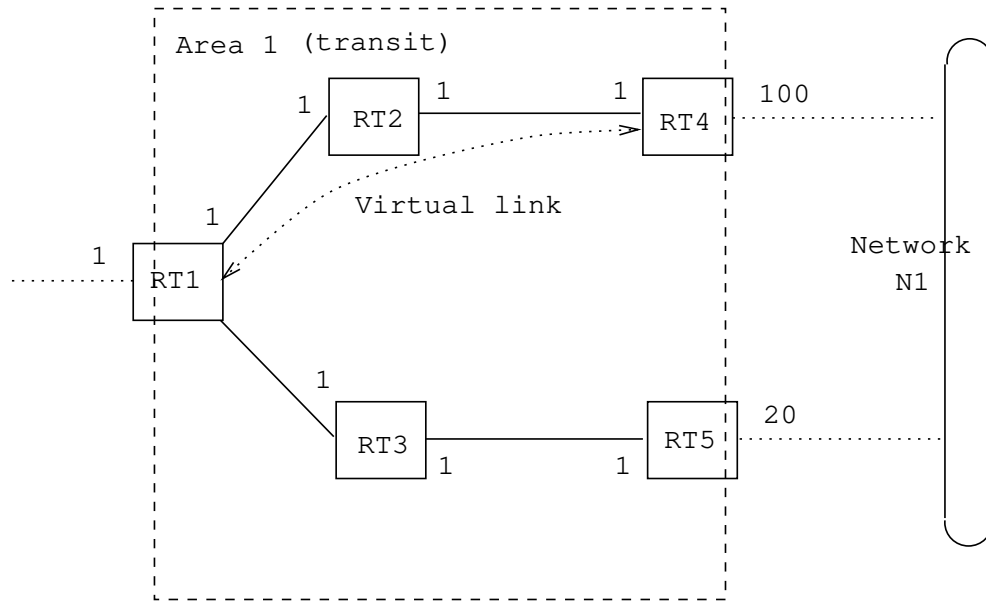 Area 1 (transit)
1
RT2
1
1
RT4
100
Virtual link
1
1
RT1
Network
N1
1
RT3
1
1
RT5
20